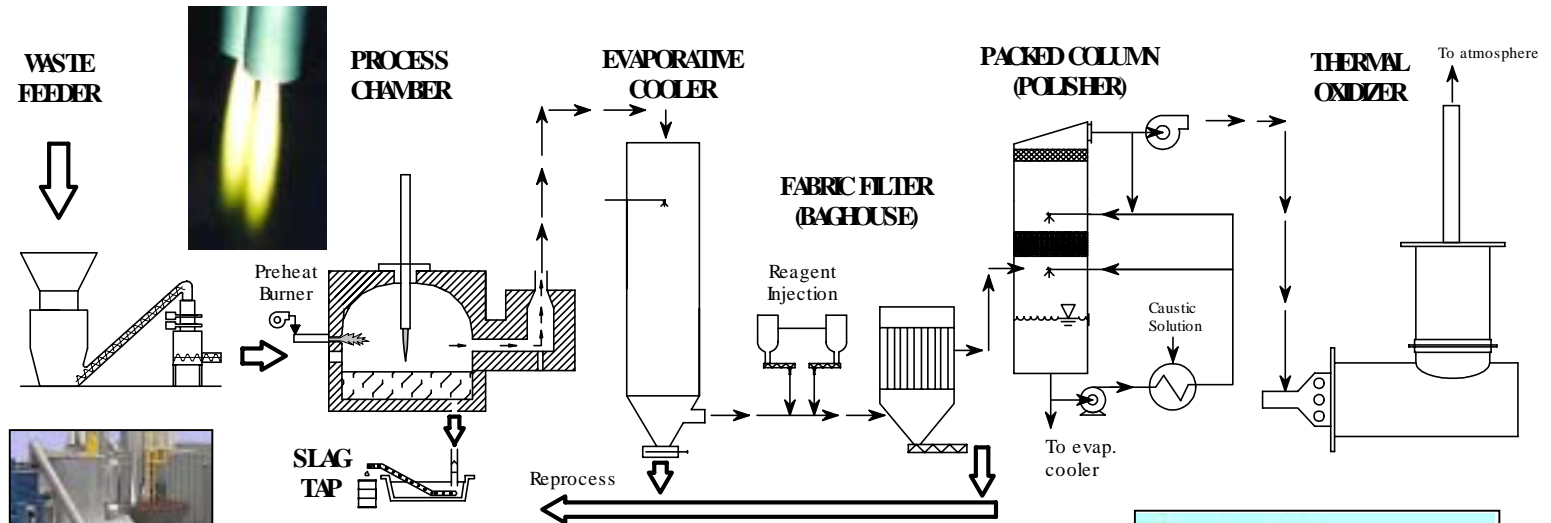 WASTE
FEEDER
PROCESS
CHAMBER
EVAPORATIVE
COOLER
PACKED COLUMN
(POLISHER)
THERMAL
OXIDIZER
To atmosphere
FABRIC FILTER
(BAGHOUSE)
Preheat
Burner
Reagent
Injection
Caustic
Solution
SLAG
TAP
Reprocess
To evap.
cooler